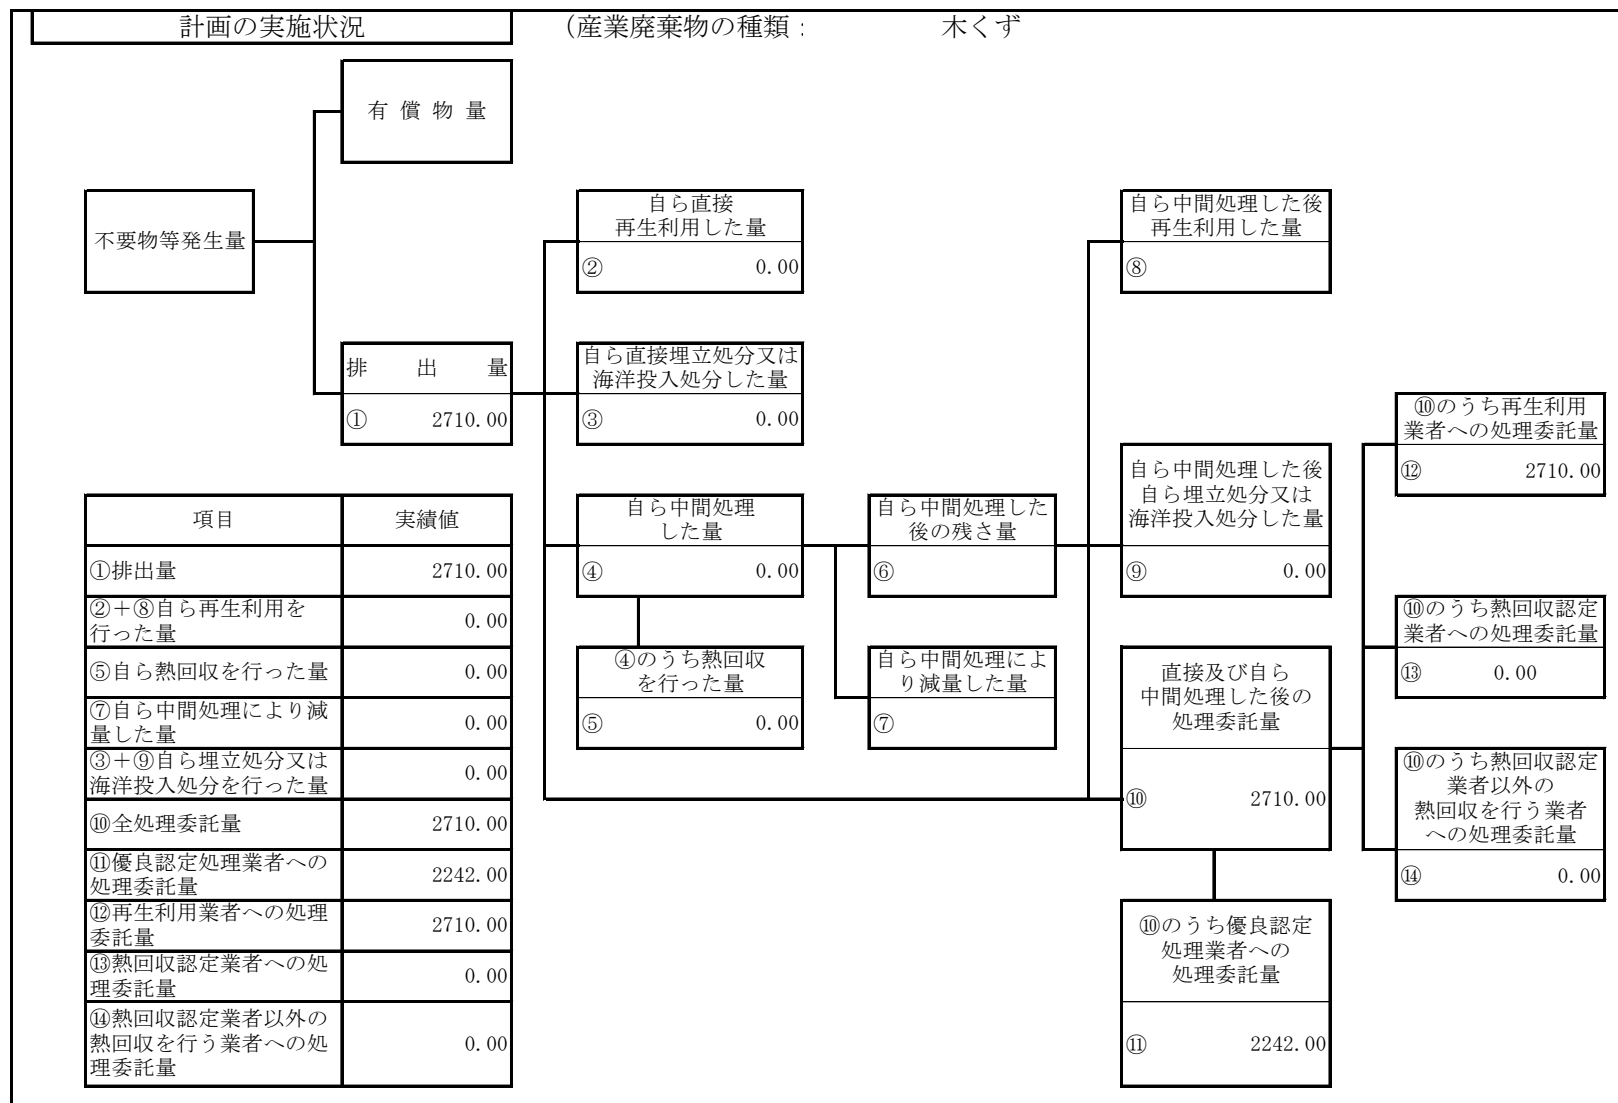 計画の実施状況
(産業廃棄物の種類: 木くず
有償物量
不要物等発生量
自ら直接
再生利用した量
② 0.00
自ら中間処理した後
再生利用した量
⑧
排出量
① 2710.00
自ら直接埋立処分又は
海洋投入処分した量
③ 0.00
⑩のうち再生利用
業者への処理委託量
⑫ 2710.00
自ら中間処理
した量
④ 0.00
自ら中間処理した
後の残さ量
⑥
自ら中間処理した後
自ら埋立処分又は
海洋投入処分した量
⑨ 0.00
④のうち熱回収
を行った量
⑤ 0.00
自ら中間処理によ
り減量した量
⑦
直接及び自ら
中間処理した後の
処理委託量
⑩ 2710.00
⑩のうち熱回収認定
業者への処理委託量
⑬ 0.00
⑩のうち熱回収認定
業者以外の
熱回収を行う業者
への処理委託量
⑭ 0.00
⑩のうち優良認定
処理業者への
処理委託量
⑪ 2242.00
項目 実績値
①排出量 2710.00
②+⑧自ら再生利用を
行った量 0.00
⑤自ら熱回収を行った量 0.00
⑦自ら中間処理により減
量した量 0.00
③+⑨自ら埋立処分又は
海洋投入処分を行った量 0.00
⑩全処理委託量 2710.00
⑪優良認定処理業者への
処理委託量 2242.00
⑫再生利用業者への処理
委託量 2710.00
⑬熱回収認定業者への処
理委託量 0.00
⑭熱回収認定業者以外の
熱回収を行う業者への処
理委託量 0.00